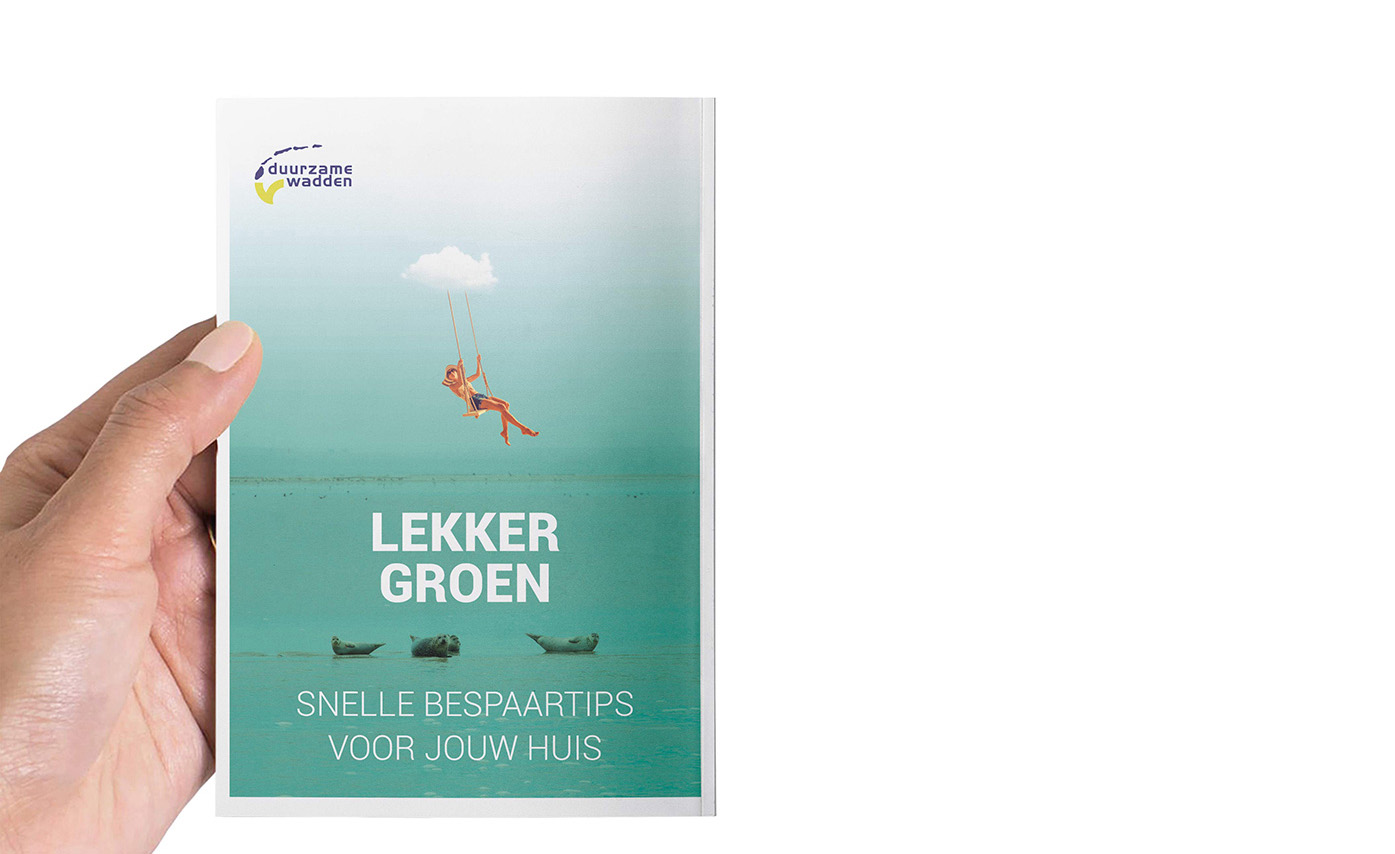 duurzame
wadden
LEKKER
GROEN
SNELLE BESPAARTIPS
VOOR JOUW HUIS